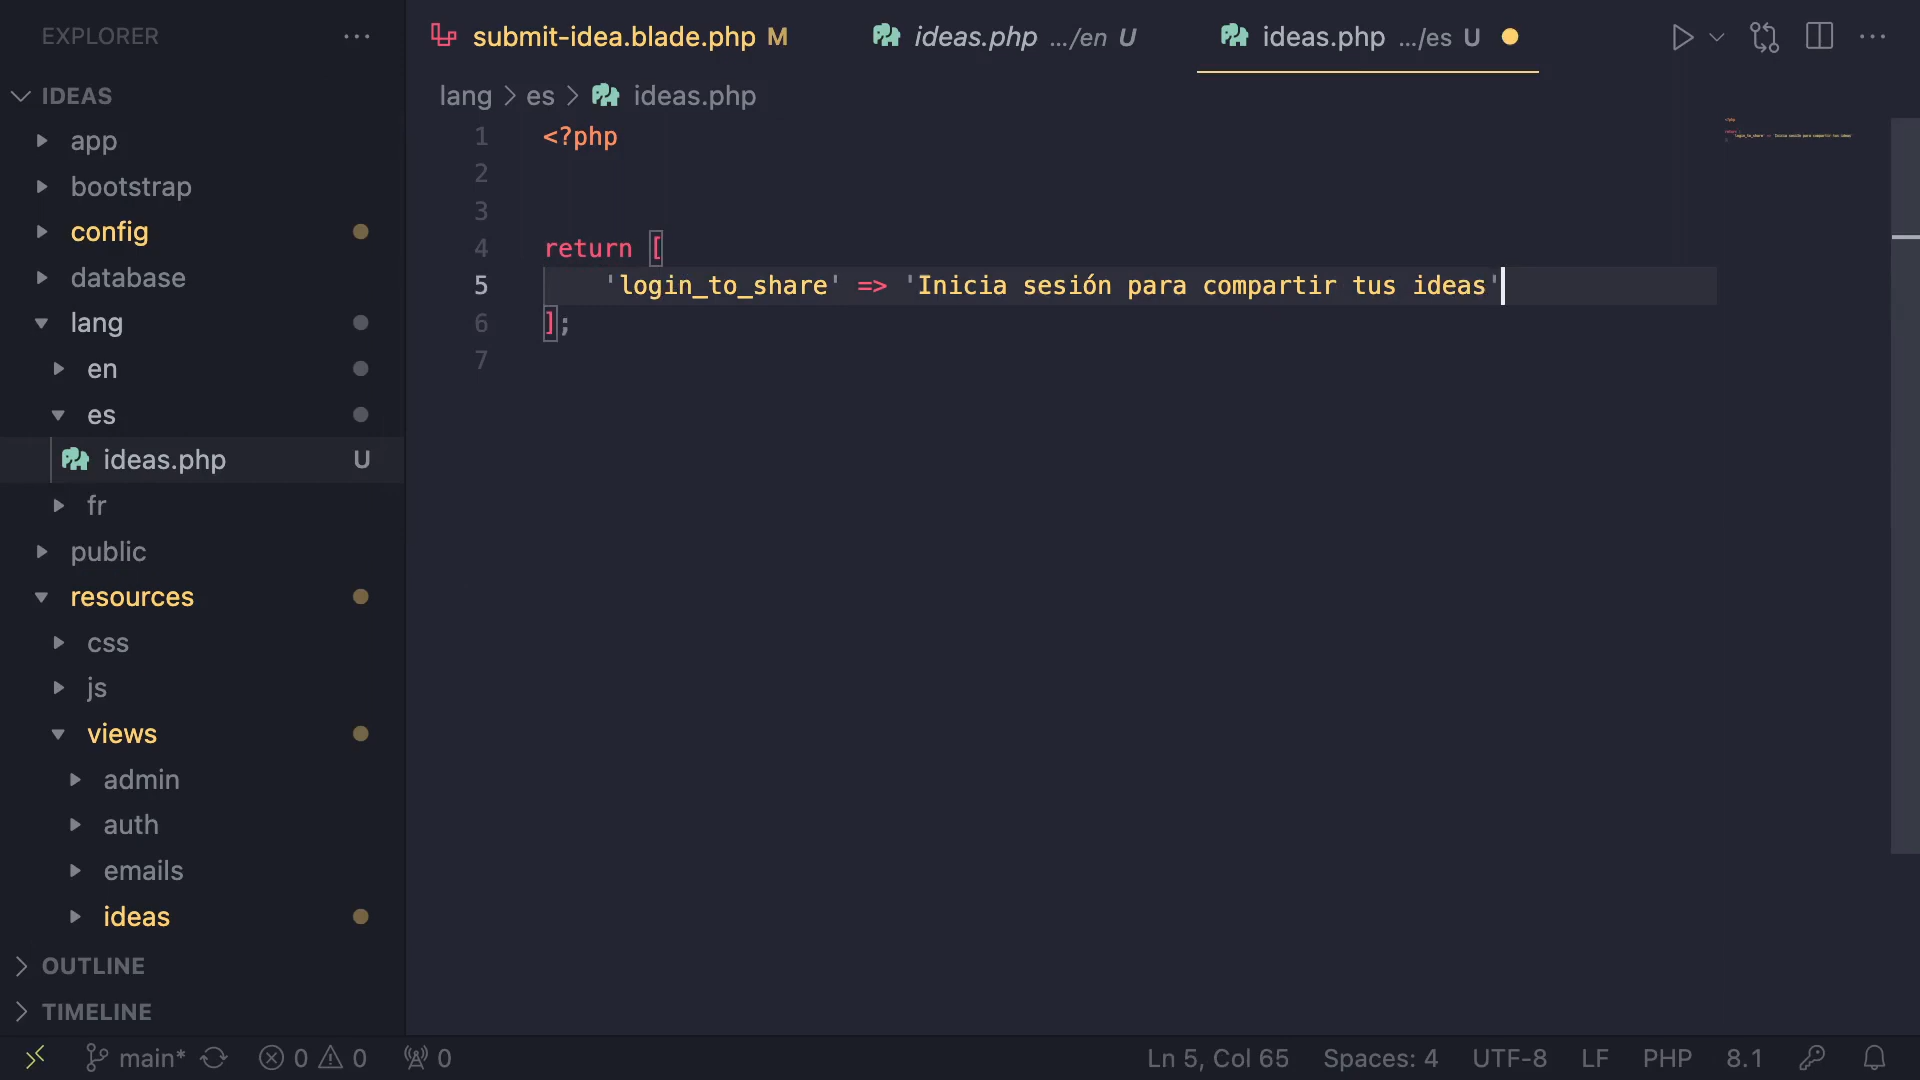 EXPLORER
IDEAS
app
bootstrap
config
database
lang
en
es
ideas.php U
fr
public
resources
css
js
views
admin
auth
emails
ideas
OUTLINE
TIMELINE
submit-idea.blade.php M
ideas.php .../en U
ideas.php .../es U
lang > es > ideas.php
1 <?php
2
3
4 return [
5 'login_to_share' => 'Inicia sesión para compartir tus ideas'
6 ];
7
main* 0 0 0
Ln 5, Col 65 Spaces: 4 UTF-8 LF PHP 8.1